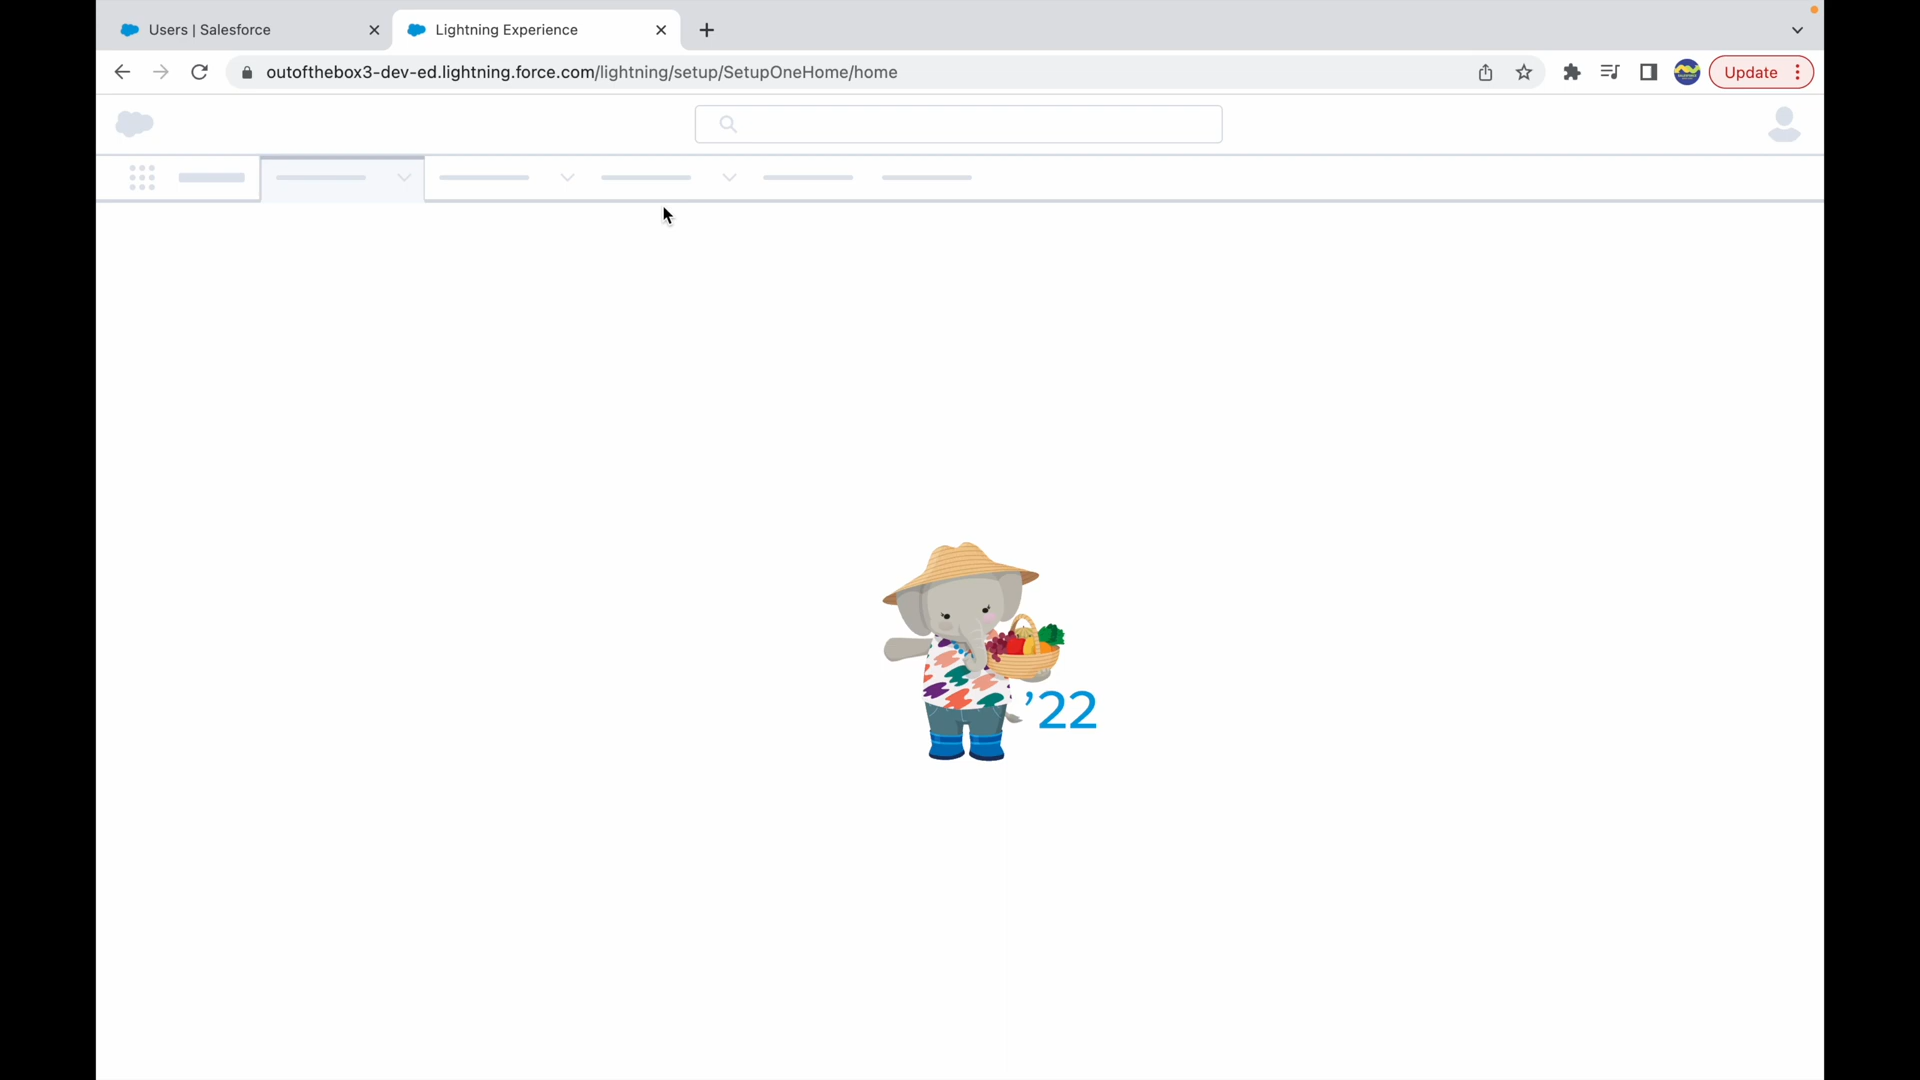 Users | Salesforce
Lightning Experience
outofthebox3-dev-ed.lightning.force.com/lightning/setup/SetupOneHome/home
Update
’22